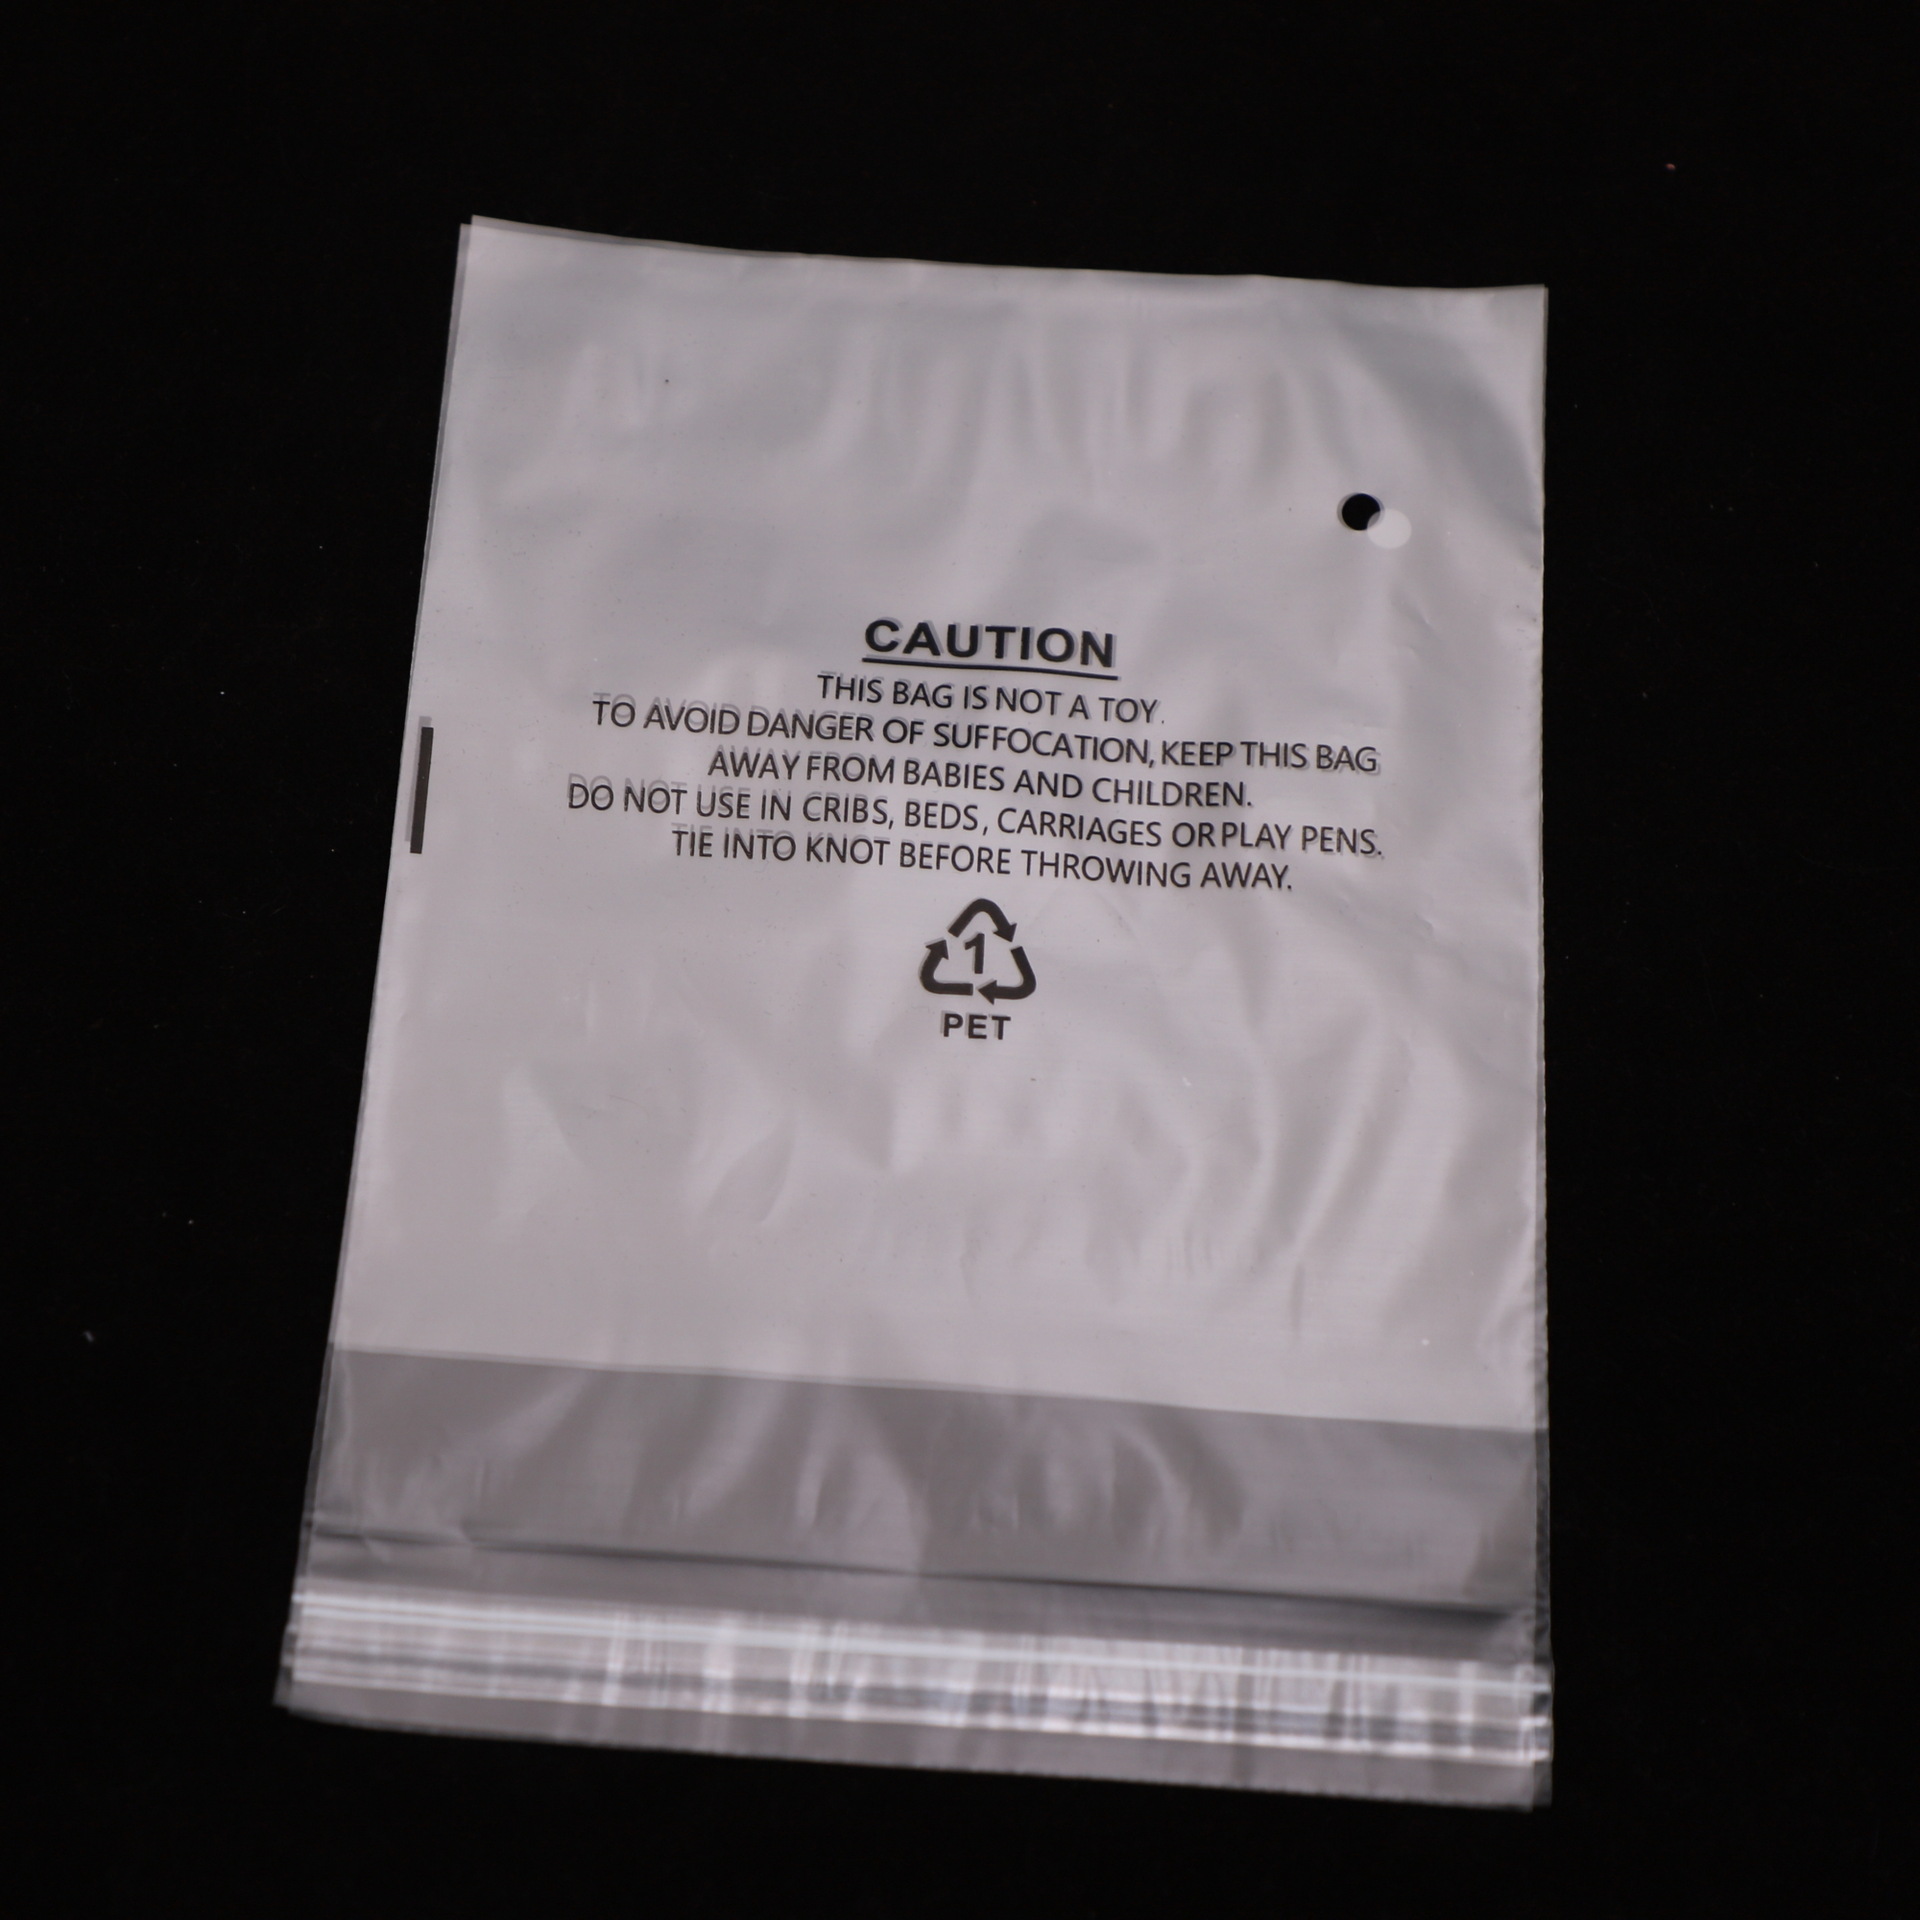 CAUTION
THIS BAG IS NOT A TOY.
TO AVOID DANGER OF SUFFOCATION, KEEP THIS BAG
AWAY FROM BABIES AND CHILDREN.
DO NOT USE IN CRIBS, BEDS, CARRIAGES OR PLAY PENS.
TIE INTO KNOT BEFORE THROWING AWAY.
1
PET